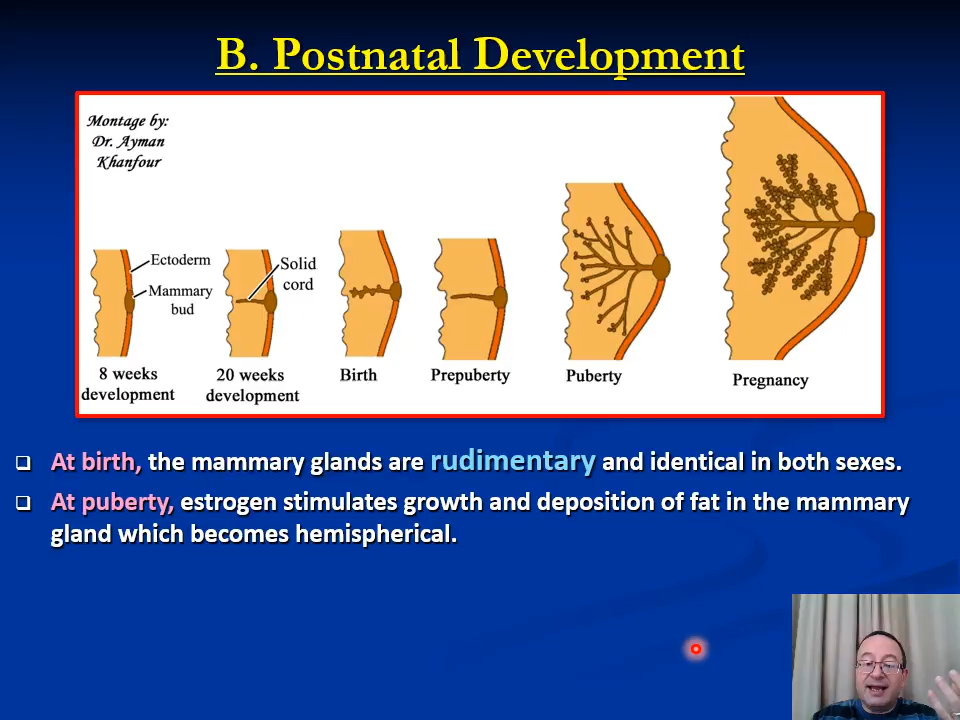 B. Postnatal Development
Montage by:
Dr. Ayman
Khanfour
Ectoderm
Mammary
bud
Solid
cord
8 weeks
development
20 weeks
development
Birth
Prepuberty
Puberty
Pregnancy
At birth, the mammary glands are rudimentary and identical in both sexes.
At puberty, estrogen stimulates growth and deposition of fat in the mammary
gland which becomes hemispherical.